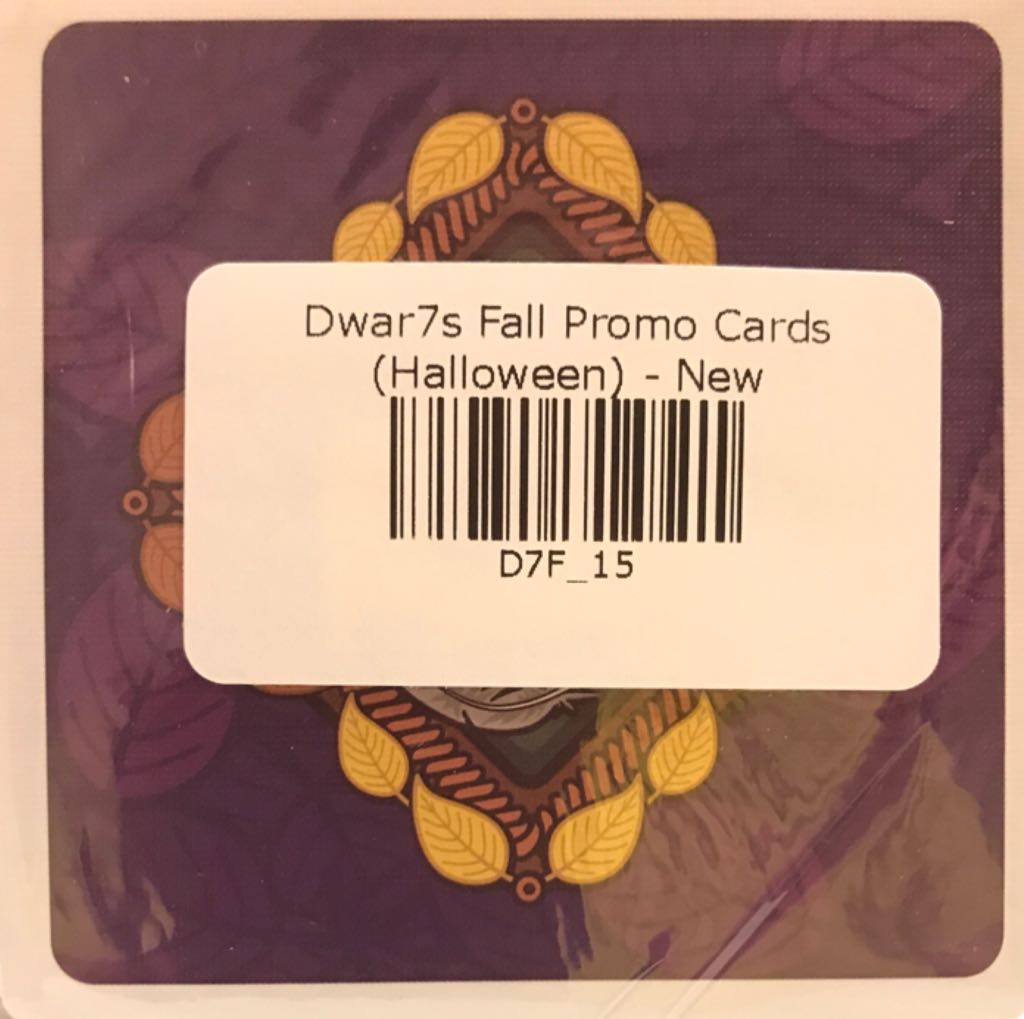 Dwar7s Fall Promo Cards
(Halloween) - New
D7F_15